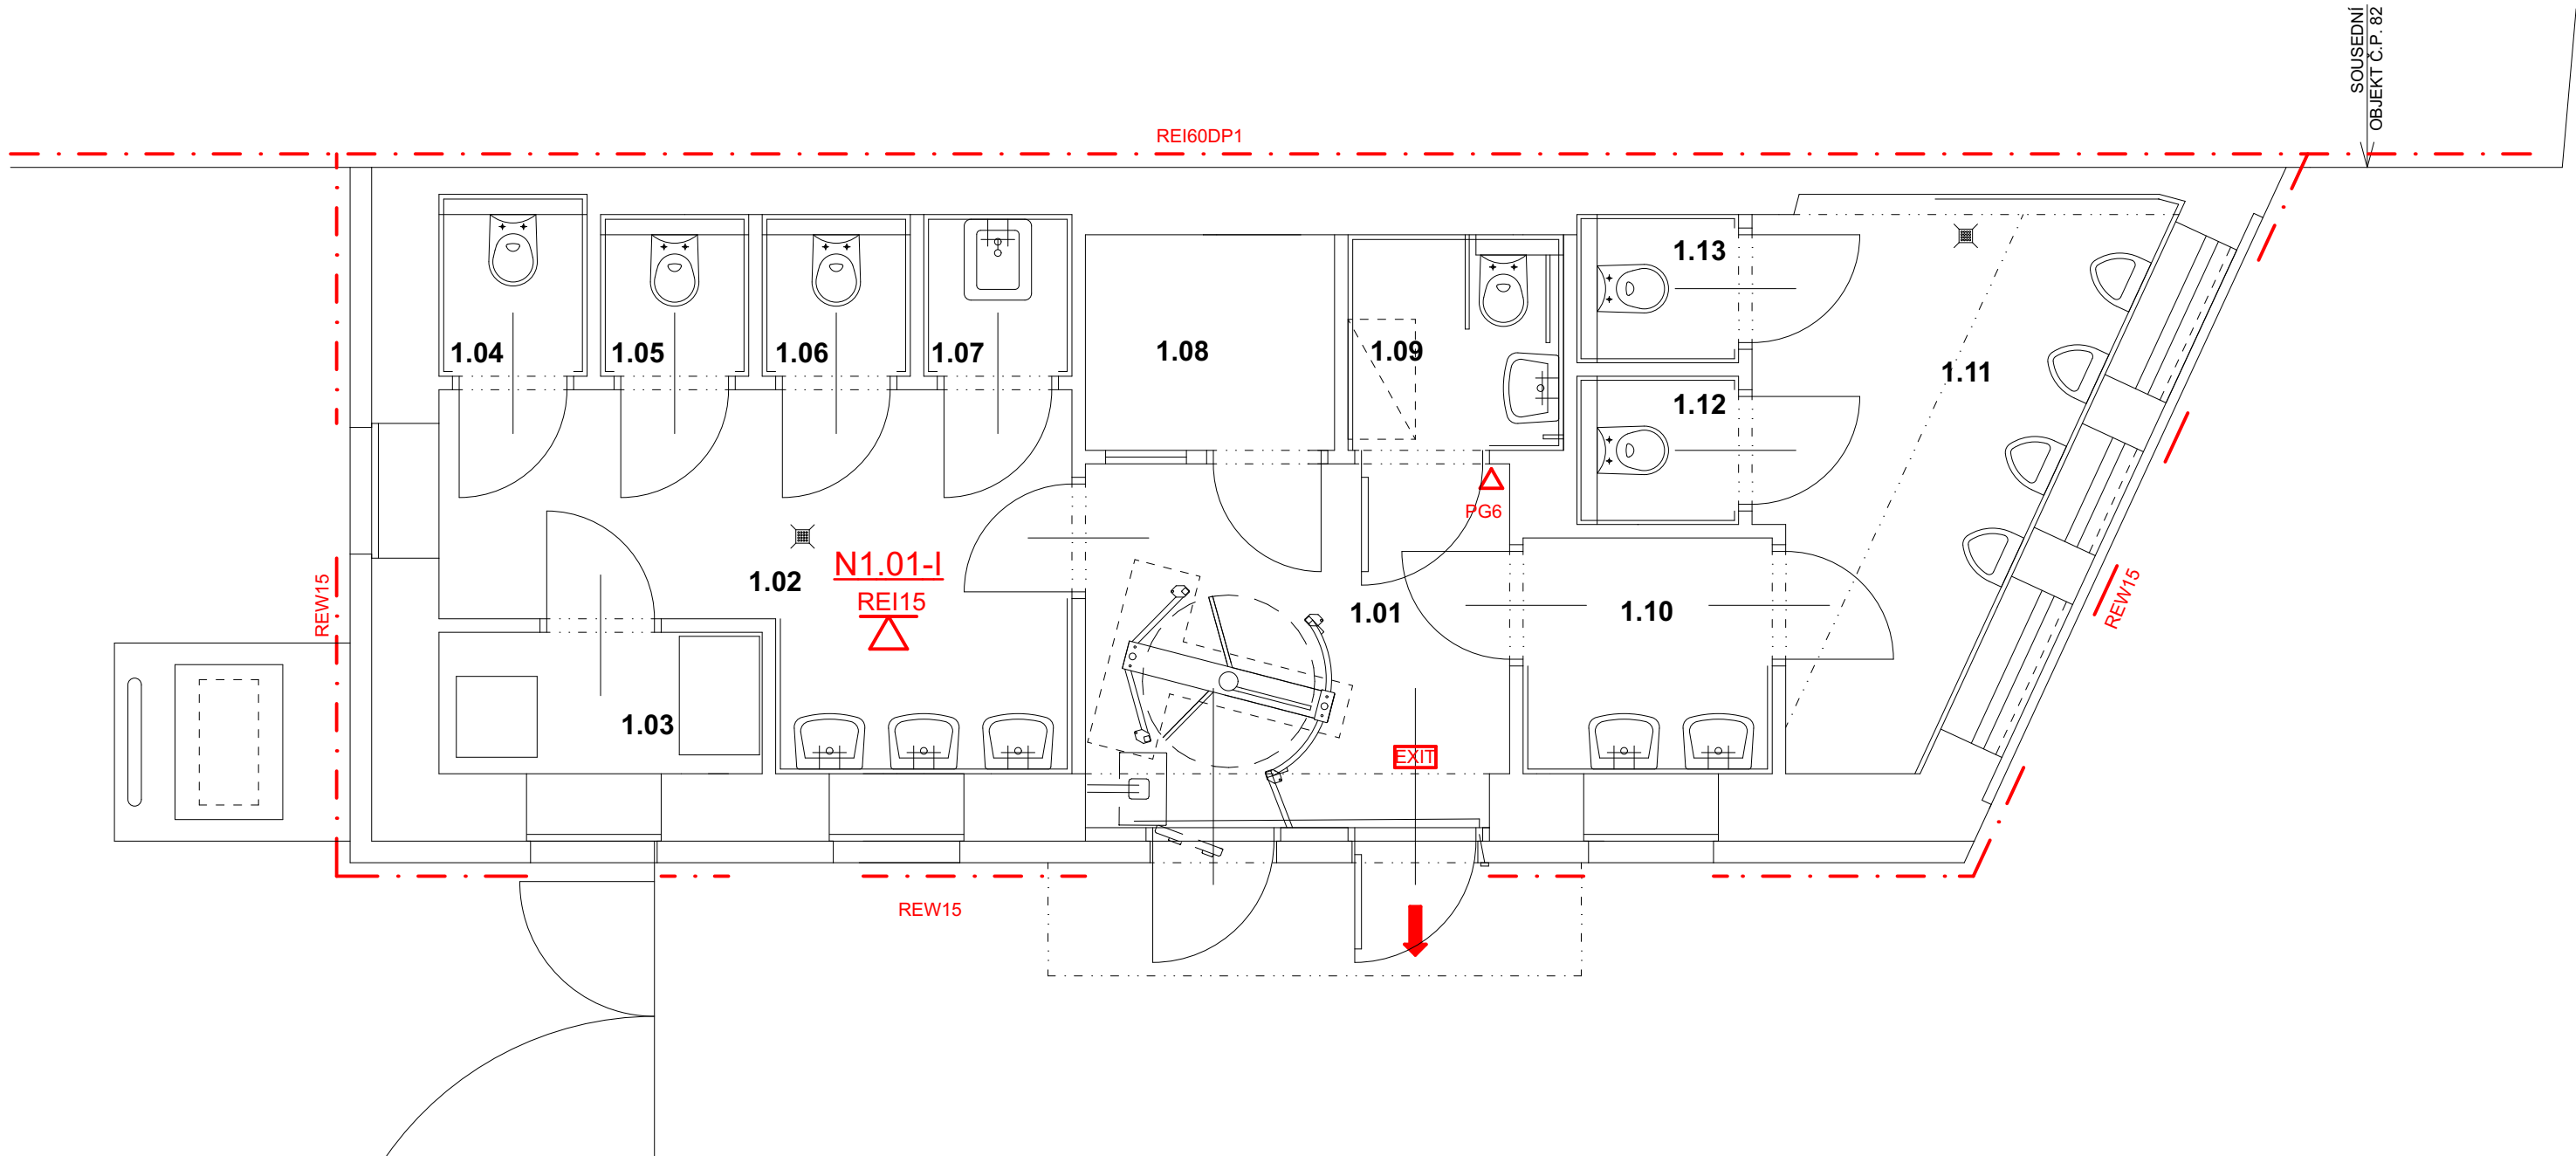 SOUSEDNÍ
OBJEKT Č.P. 82
REI60DP1
1.13
1.04
1.05
1.06
1.07
1.08
1.09
1.11
1.12
PG6
N1.01-I
1.02
REI15
REW15
1.01
1.10
REW15
1.03
EXIT
REW15